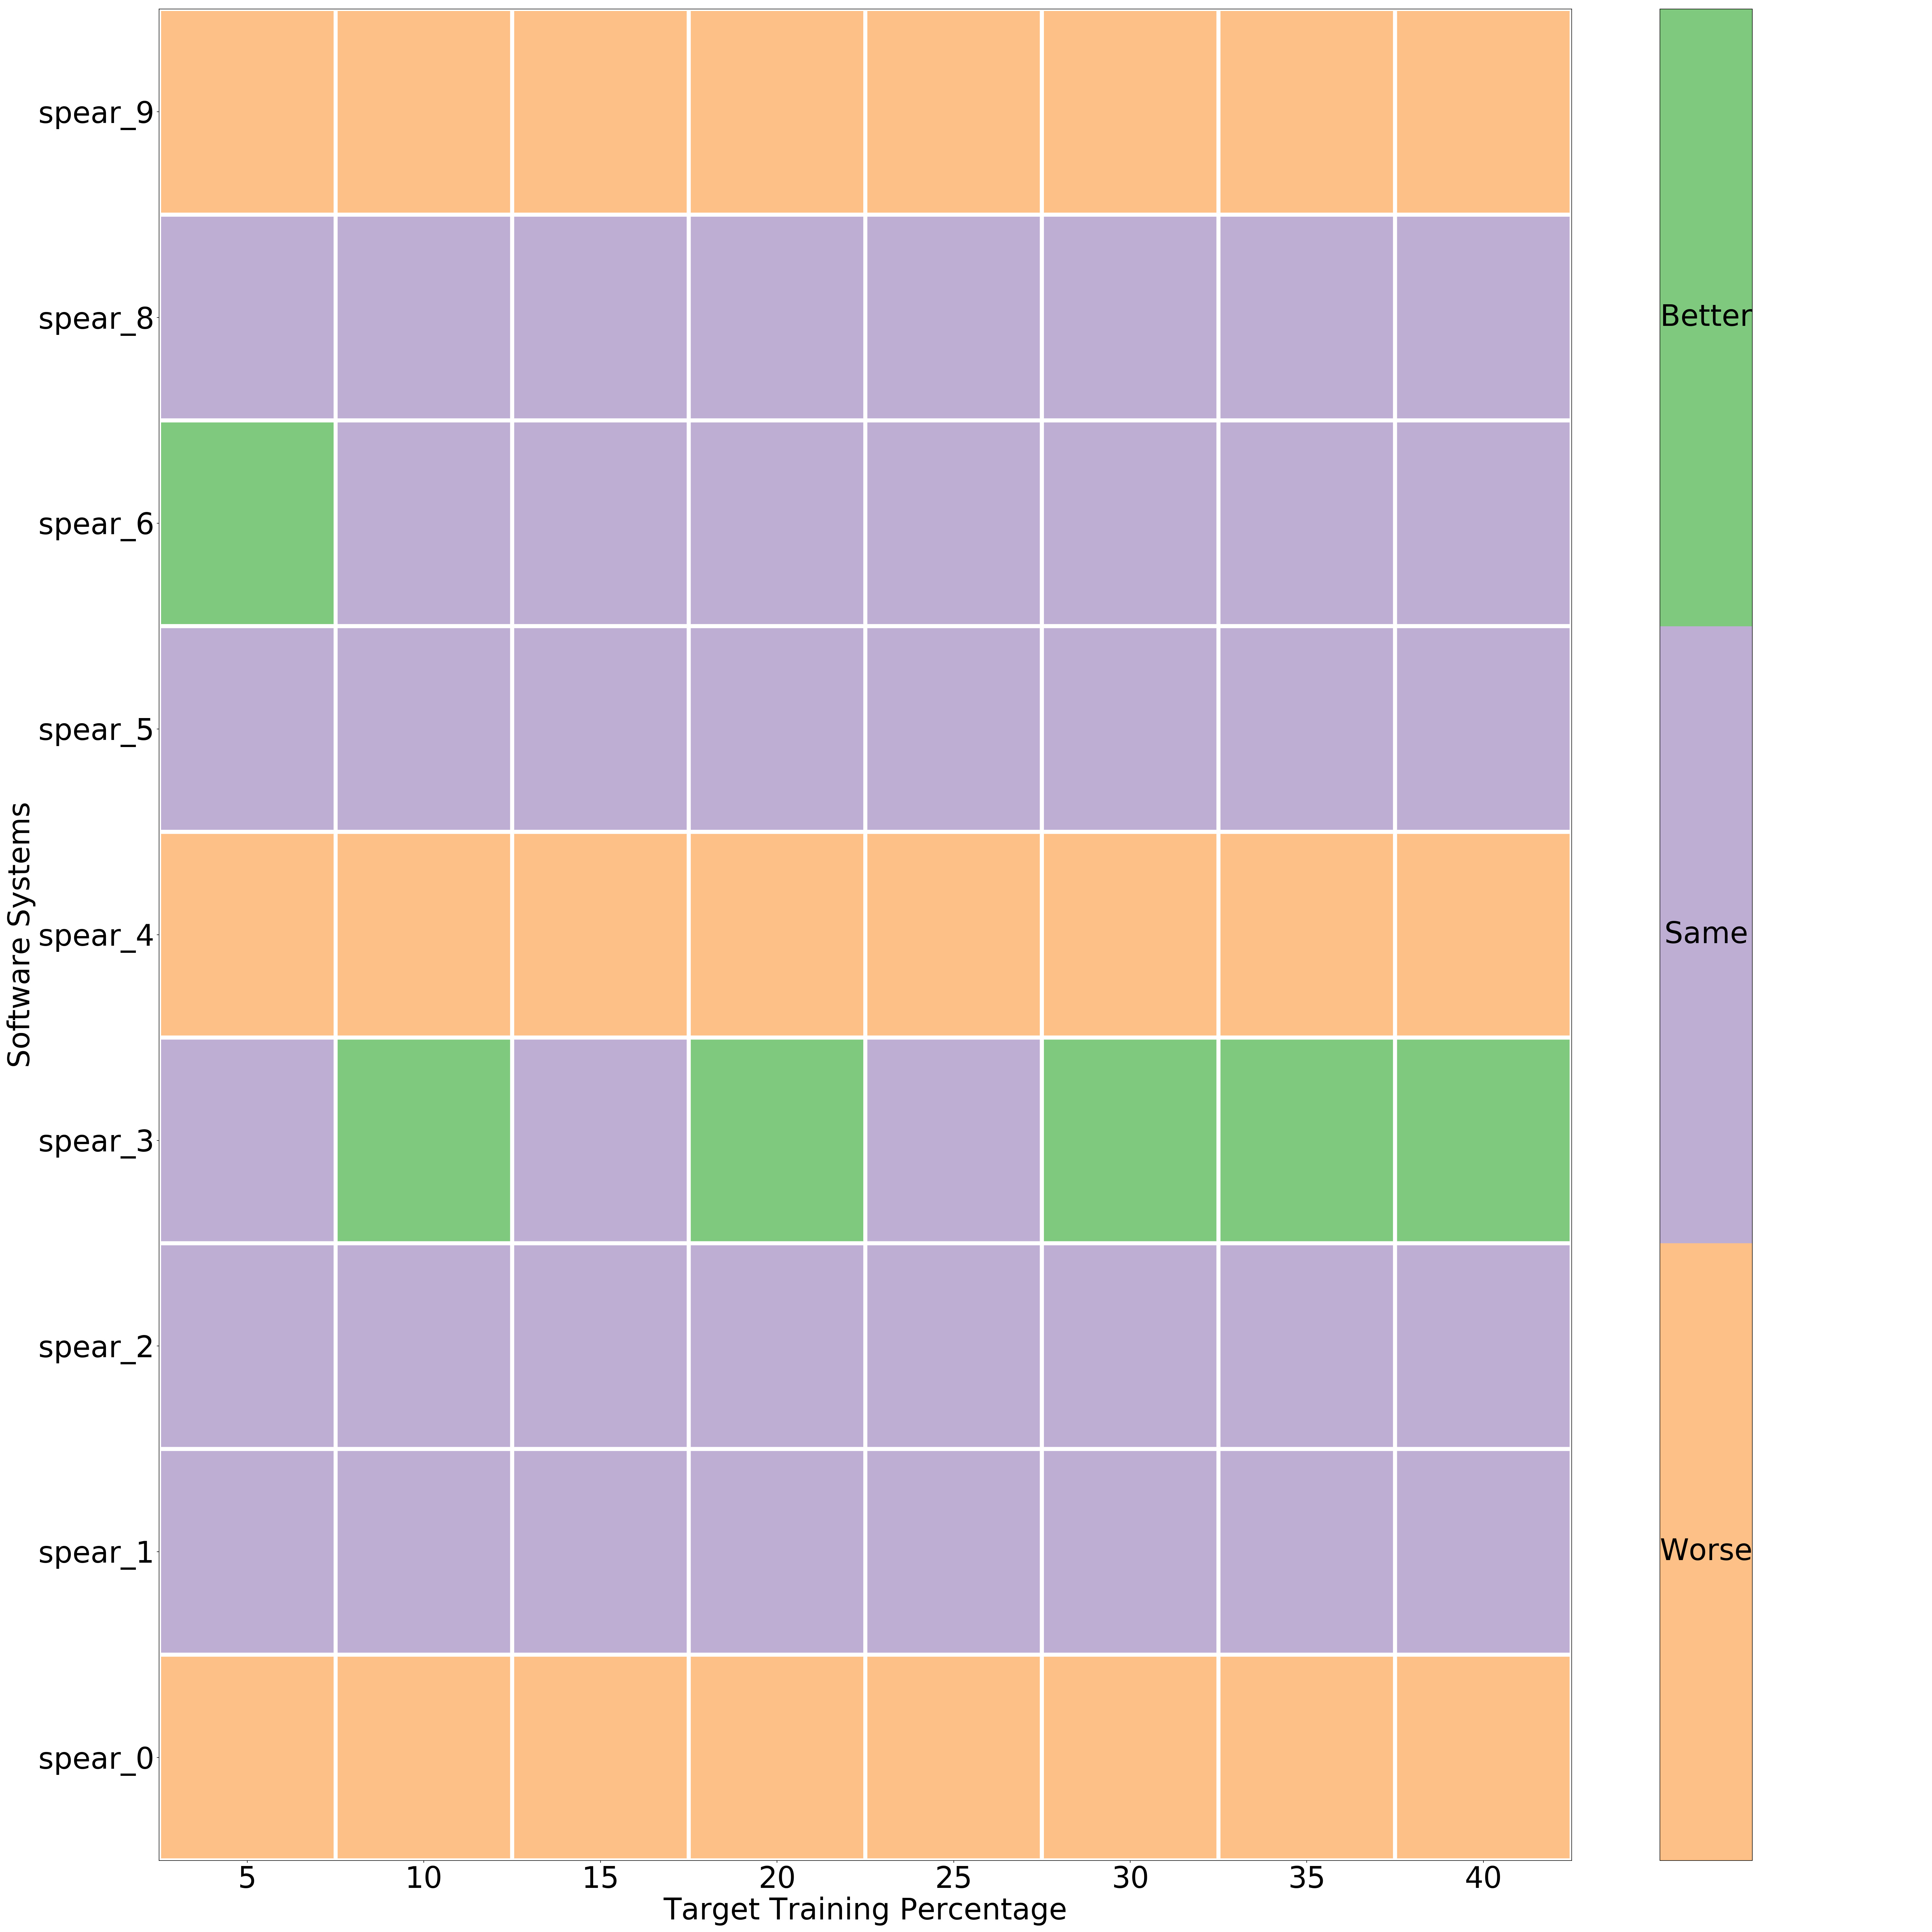 spear_9
spear_8
spear_6
spear_5
spear_4
spear_3
spear_2
spear_1
spear_0
Software Systems
5 10 15 20 25 30 35 40
Target Training Percentage
Better
Same
Worse